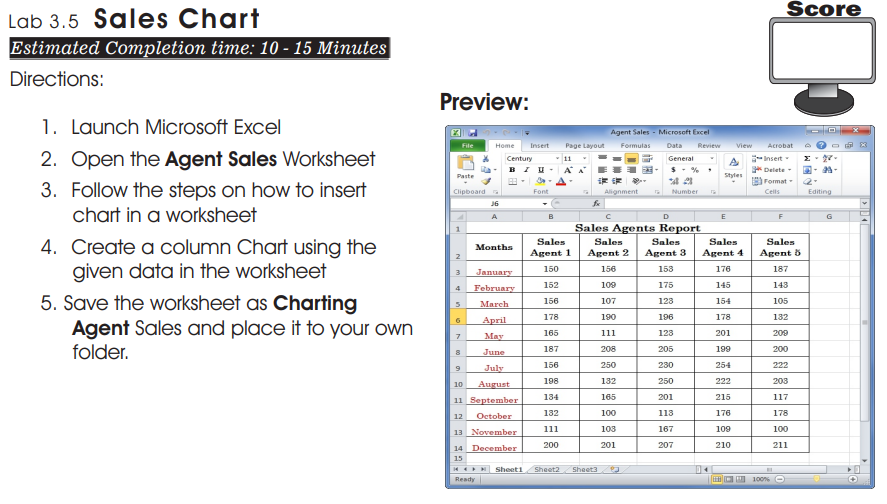 Lab 3.5 Sales Chart
Estimated Completion time: 10 - 15 Minutes
Directions:
1. Launch Microsoft Excel
2. Open the Agent Sales Worksheet
3. Follow the steps on how to insert
chart in a worksheet
4. Create a column Chart using the
given data in the worksheet
5. Save the worksheet as Charting
Agent Sales and place it to your own
folder.
Score
Preview:
Agent Sales - Microsoft Excel
File Home Insert Page Layout Formulas Data Review View Acrobat
Century 11 General Insert
Paste B I U A A $ % , Styles Delete
Format
Clipboard Font Alignment Number Cells Editing
J6 fx
A B C D E F G
1 Sales Agents Report
2 Months Sales Agent 1 Sales Agent 2 Sales Agent 3 Sales Agent 4 Sales Agent 5
3 January 150 156 153 176 187
4 February 152 109 175 145 143
5 March 156 107 123 154 105
6 April 178 190 196 178 132
7 May 165 111 123 201 209
8 June 187 208 205 199 200
9 July 156 250 230 254 222
10 August 198 132 250 222 203
11 September 134 165 201 215 117
12 October 132 100 113 176 178
13 November 111 103 167 109 100
14 December 200 201 207 210 211
15
Sheet1 Sheet2 Sheet3
Ready 100%